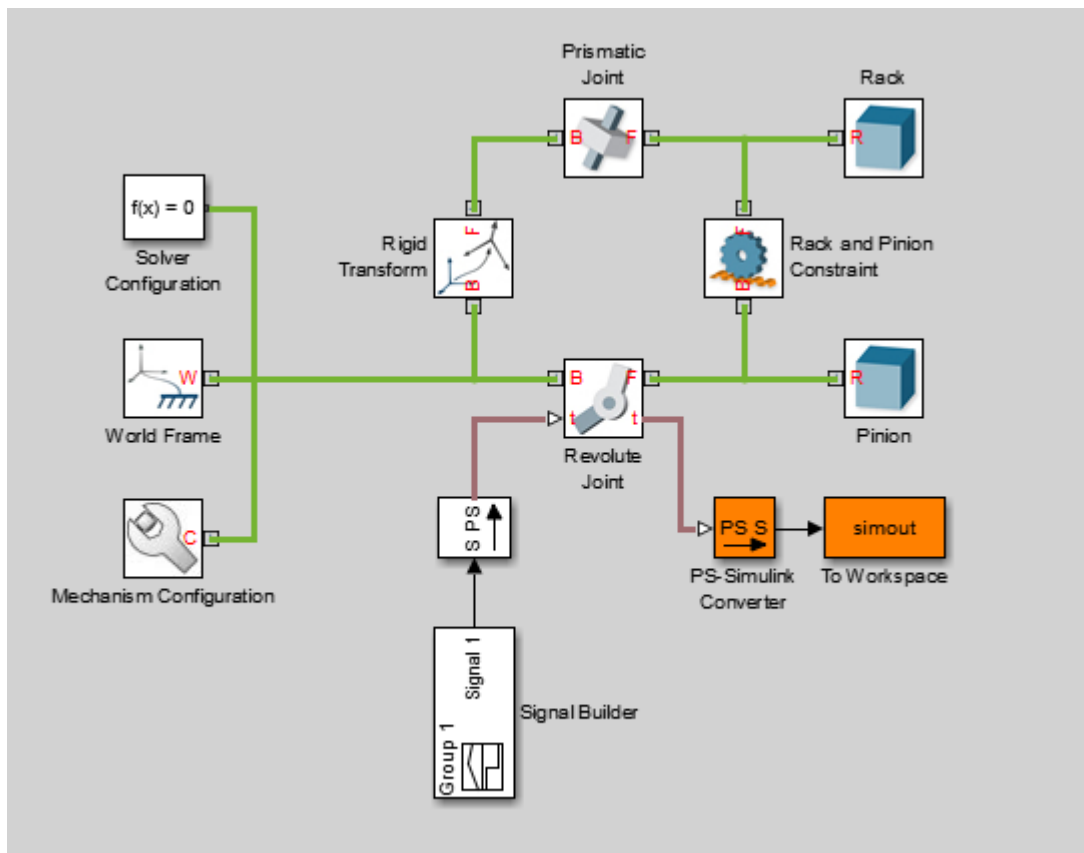 Prismatic
Joint
Rack
B
F
R
f(x) = 0
Solver
Configuration
F
Rigid
Transform
B
F
Rack and Pinion
Constraint
B
W
World Frame
B
F
t
t
Revolute
Joint
R
Pinion
C
Mechanism Configuration
S PS
PS S
PS-Simulink
Converter
simout
To Workspace
Signal 1
Group 1
Signal Builder